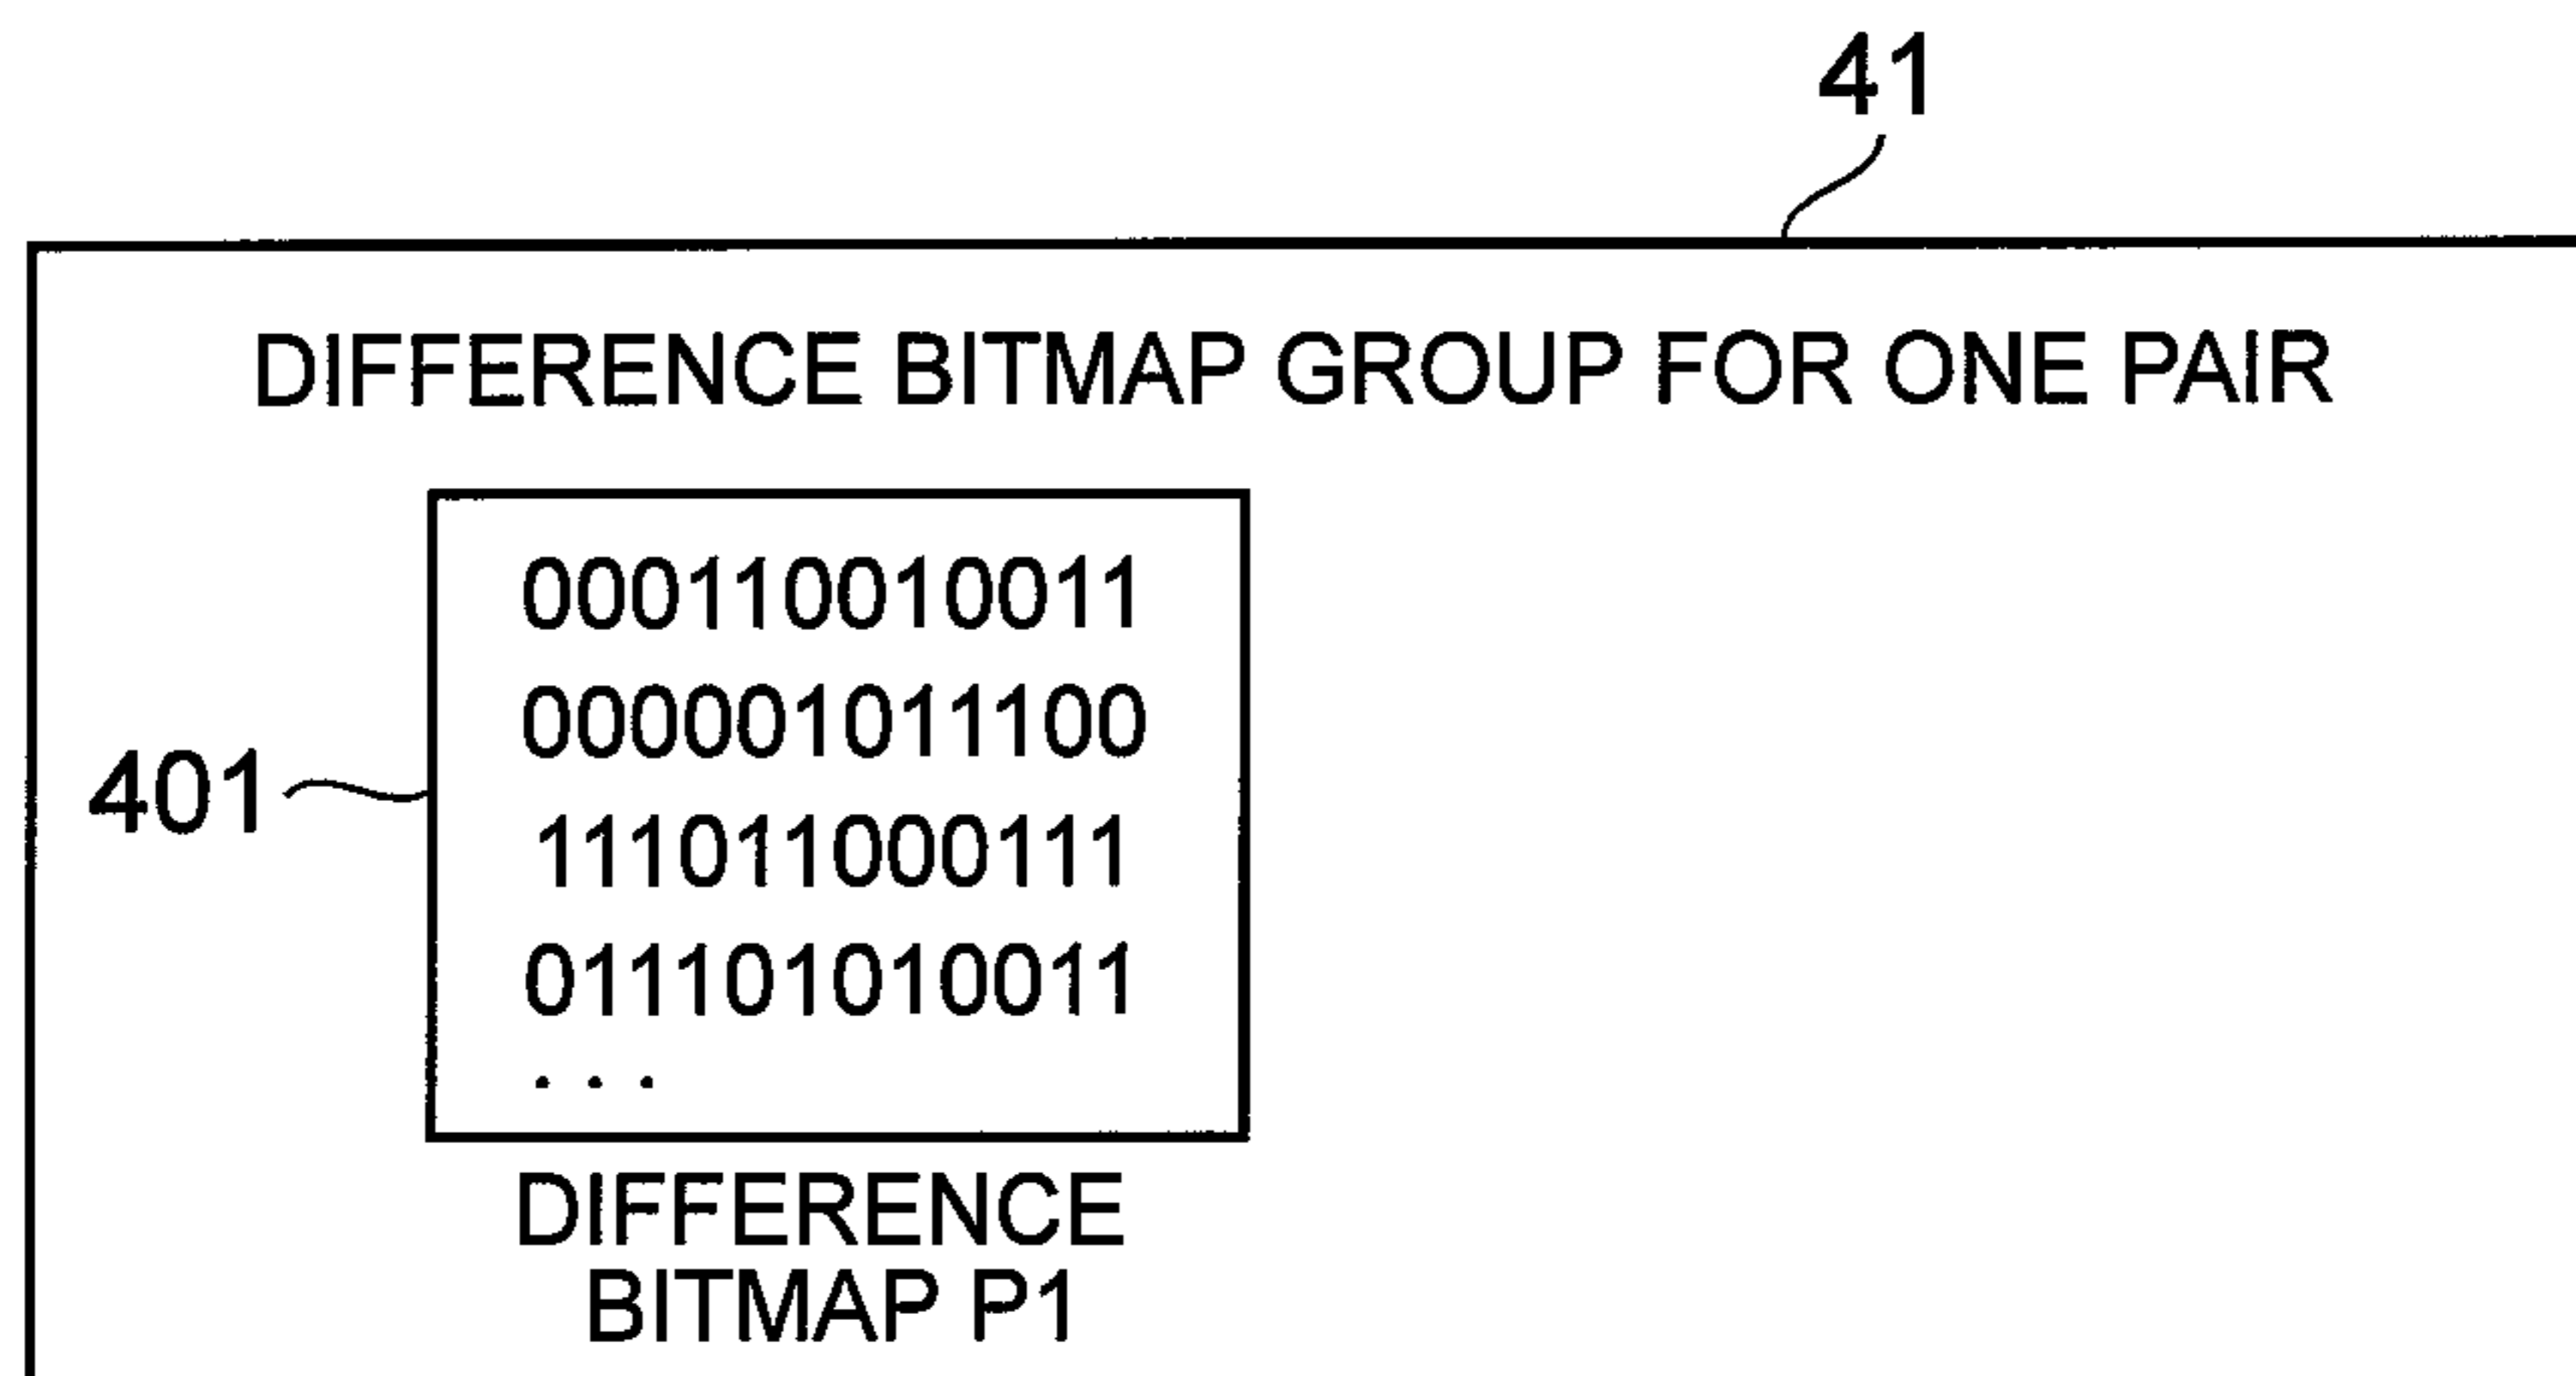 41
DIFFERENCE BITMAP GROUP FOR ONE PAIR
000110010011
000001011100
401
111011000111
011101010011
. . .
DIFFERENCE
BITMAP P1